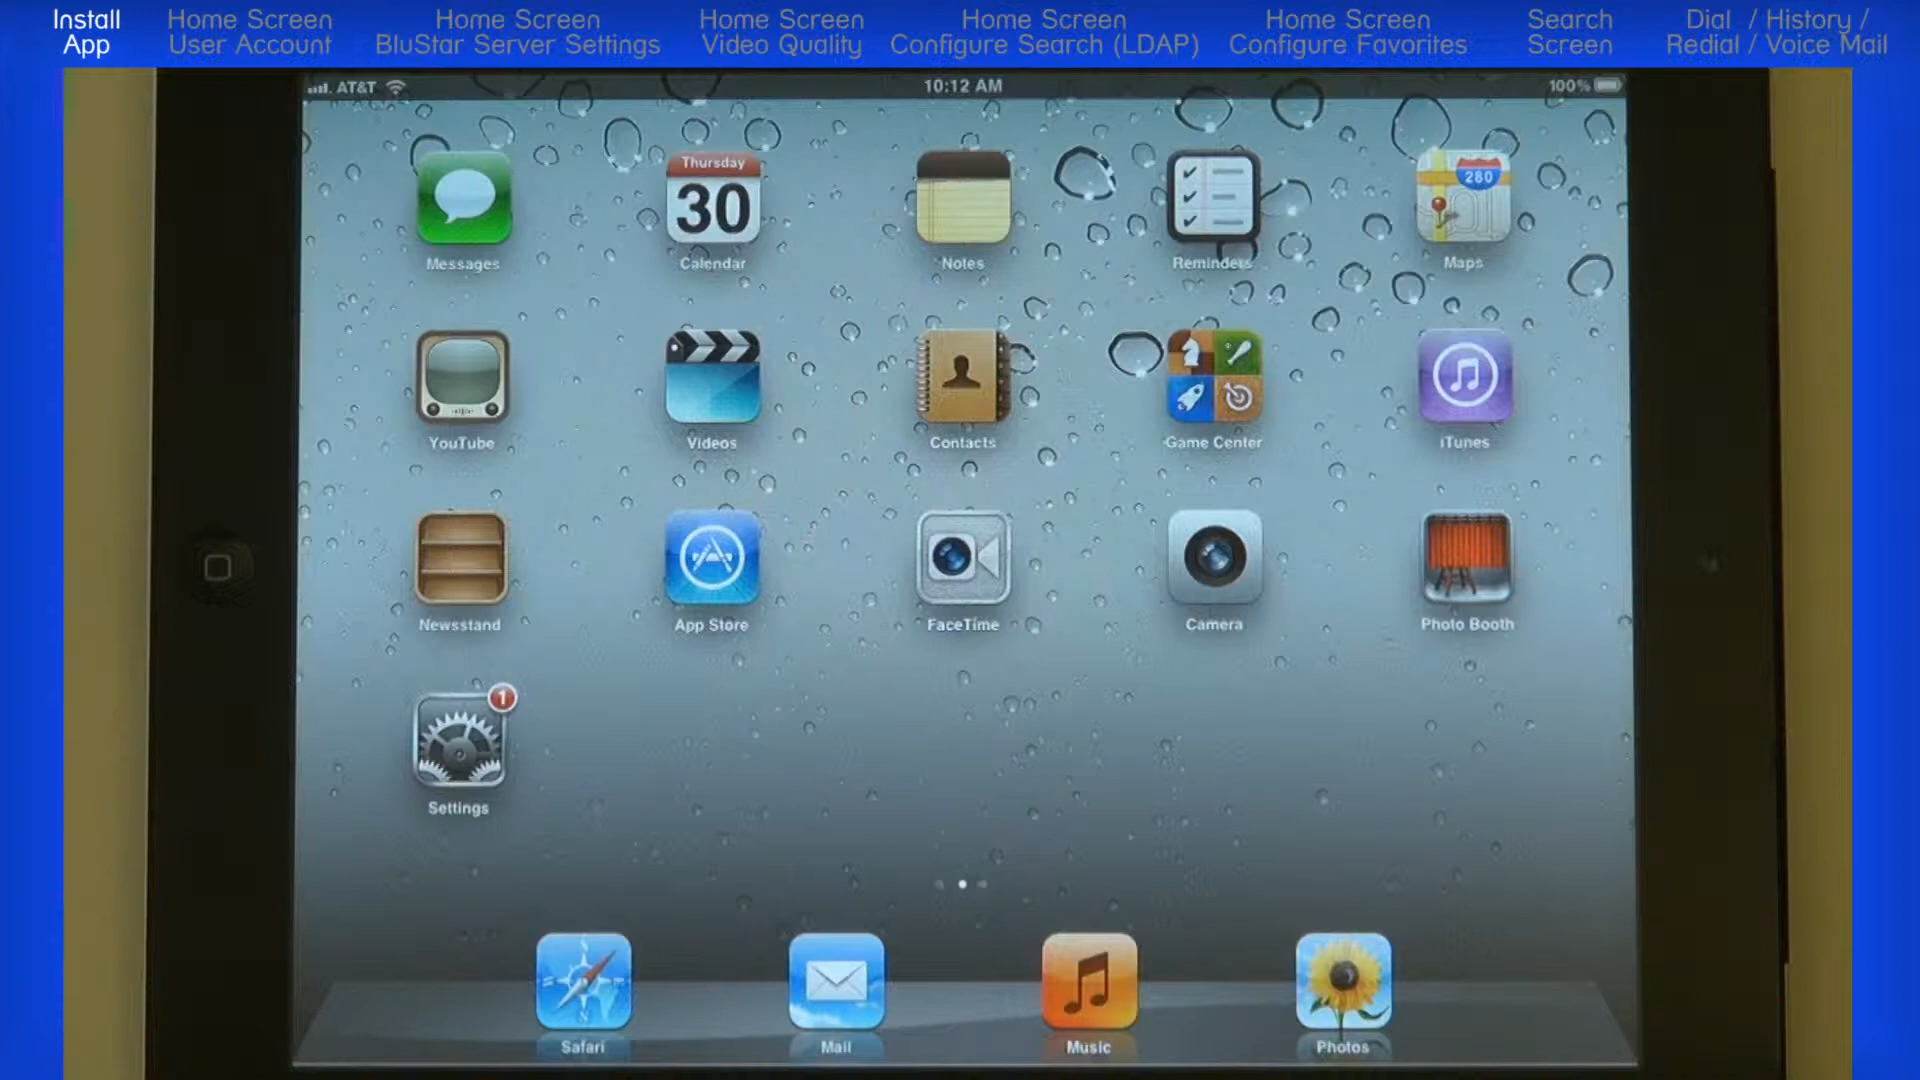 Install
App
Home Screen
User Account
Home Screen
BluStar Server Settings
Home Screen
Video Quality
Home Screen
Configure Search (LDAP)
Home Screen
Configure Favorites
Search
Screen
Dial / History /
Redial / Voice Mail
AT&T
10:12 AM
100%
Thursday
30
280
Messages
Calendar
Notes
Reminders
Maps
YouTube
Videos
Contacts
Game Center
iTunes
Newsstand
App Store
FaceTime
Camera
Photo Booth
1
Settings
Safari
Mail
Music
Photos